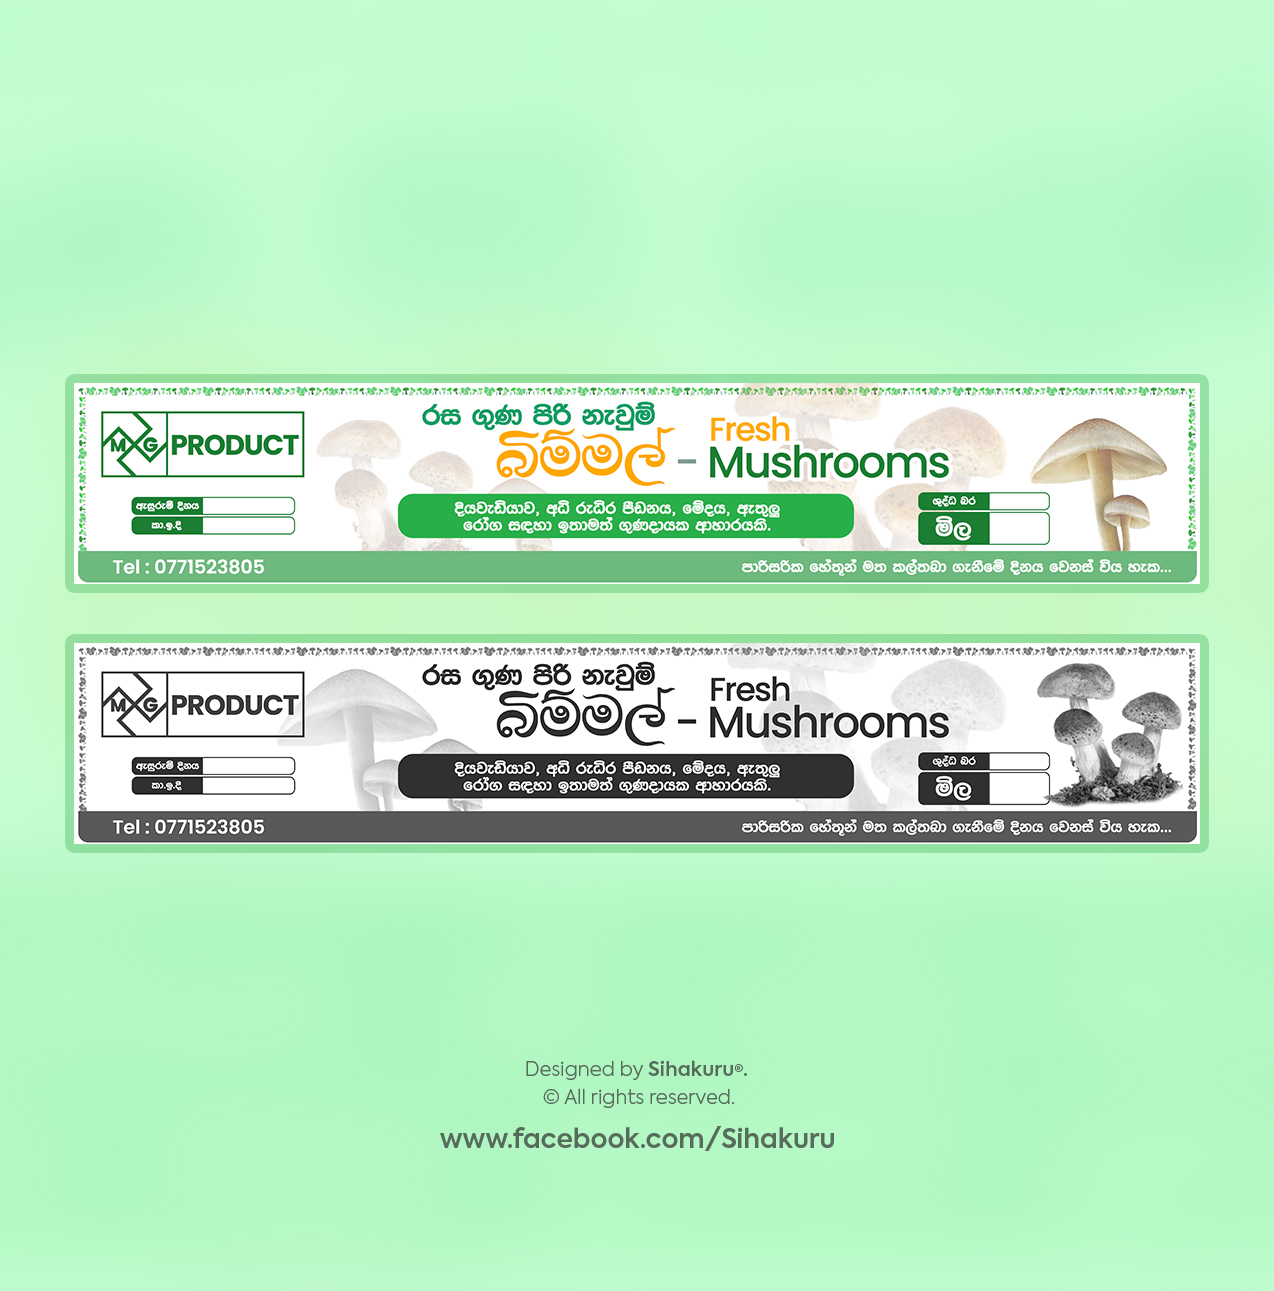 රස ගුණ පිරි නැවුම්
බිම්මල් - Fresh Mushrooms
MG PRODUCT
ඇසුරුම් දිනය
කා.ඉ.දි
දියවැඩියාව, අධි රුධිර පීඩනය, මේදය, ඇතුලු
රෝග සඳහා ඉතාමත් ගුණදායක ආහාරයකි.
ශුද්ධ බර
මිල
Tel : 0771523805
පාරිසරික හේතූන් මත කල්තබා ගැනීමේ දිනය වෙනස් විය හැක...
රස ගුණ පිරි නැවුම්
බිම්මල් - Fresh Mushrooms
MG PRODUCT
ඇසුරුම් දිනය
කා.ඉ.දි
දියවැඩියාව, අධි රුධිර පීඩනය, මේදය, ඇතුලු
රෝග සඳහා ඉතාමත් ගුණදායක ආහාරයකි.
ශුද්ධ බර
මිල
Tel : 0771523805
පාරිසරික හේතූන් මත කල්තබා ගැනීමේ දිනය වෙනස් විය හැක...
Designed by Sihakuru®.
© All rights reserved.
www.facebook.com/Sihakuru